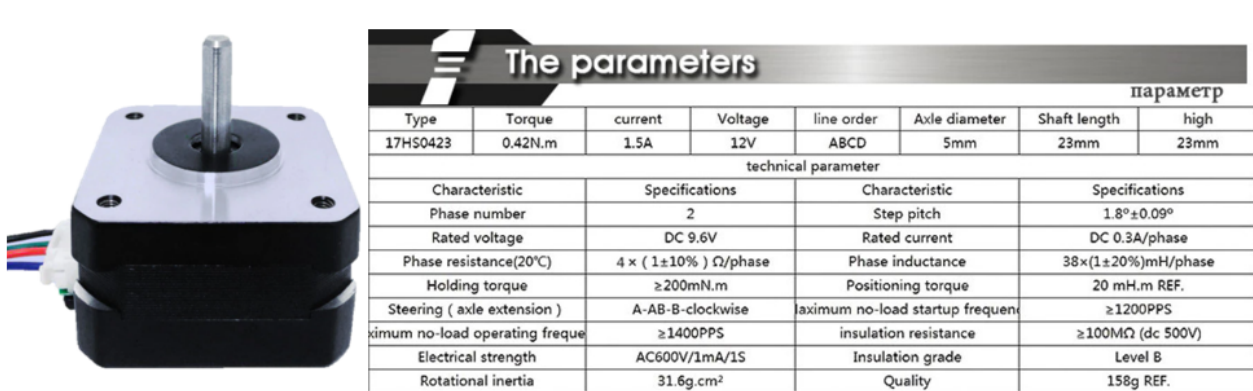 The parameters
параметр
Type Torque current Voltage line order Axle diameter Shaft length high
17HS0423 0.42N.m 1.5A 12V ABCD 5mm 23mm 23mm
technical parameter
Characteristic Specifications Characteristic Specifications
Phase number 2 Step pitch 1.8º±0.09º
Rated voltage DC 9.6V Rated current DC 0.3A/phase
Phase resistance(20℃) 4×(1±10%)Ω/phase Phase inductance 38×(1±20%)mH/phase
Holding torque ≥200mN.m Positioning torque 20 mH.m REF.
Steering ( axle extension ) A-AB-B-clockwise laximum no-load startup frequen ≥1200PPS
ximum no-load operating freque ≥1400PPS insulation resistance ≥100MΩ (dc 500V)
Electrical strength AC600V/1mA/1S Insulation grade Level B
Rotational inertia 31.6g.cm² Quality 158g REF.